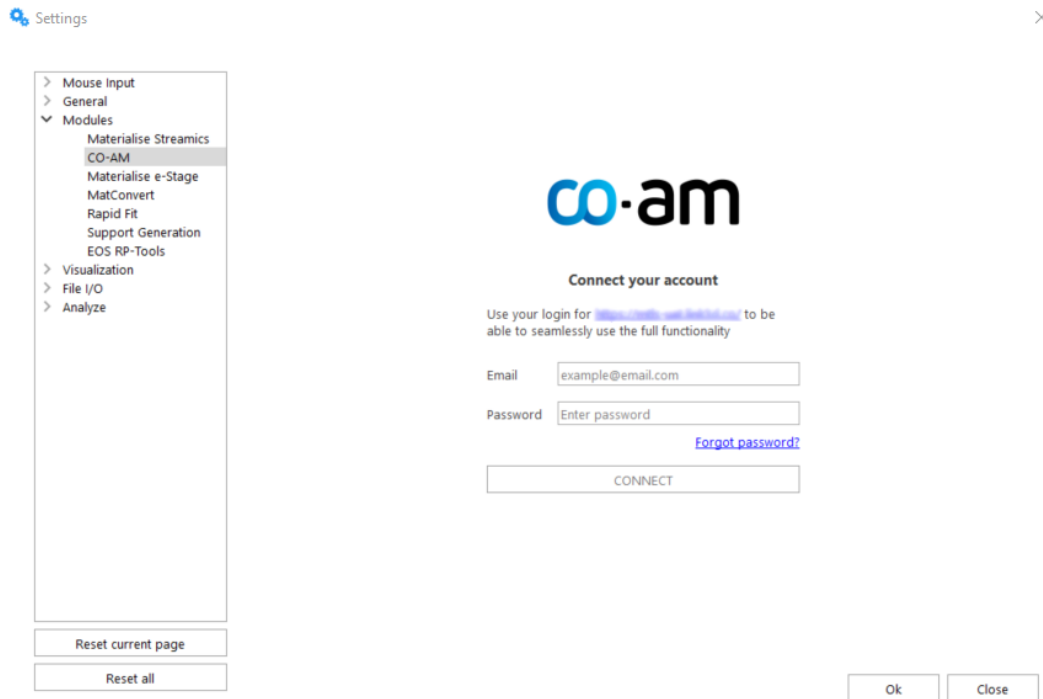 Settings
Mouse Input
General
Modules
Materialise Streamics
CO-AM
Materialise e-Stage
MatConvert
Rapid Fit
Support Generation
EOS RP-Tools
Visualization
File I/O
Analyze
Reset current page
Reset all
co·am
Connect your account
Use your login for to be
able to seamlessly use the full functionality
Email
example@email.com
Password
Enter password
Forgot password?
CONNECT
Ok
Close